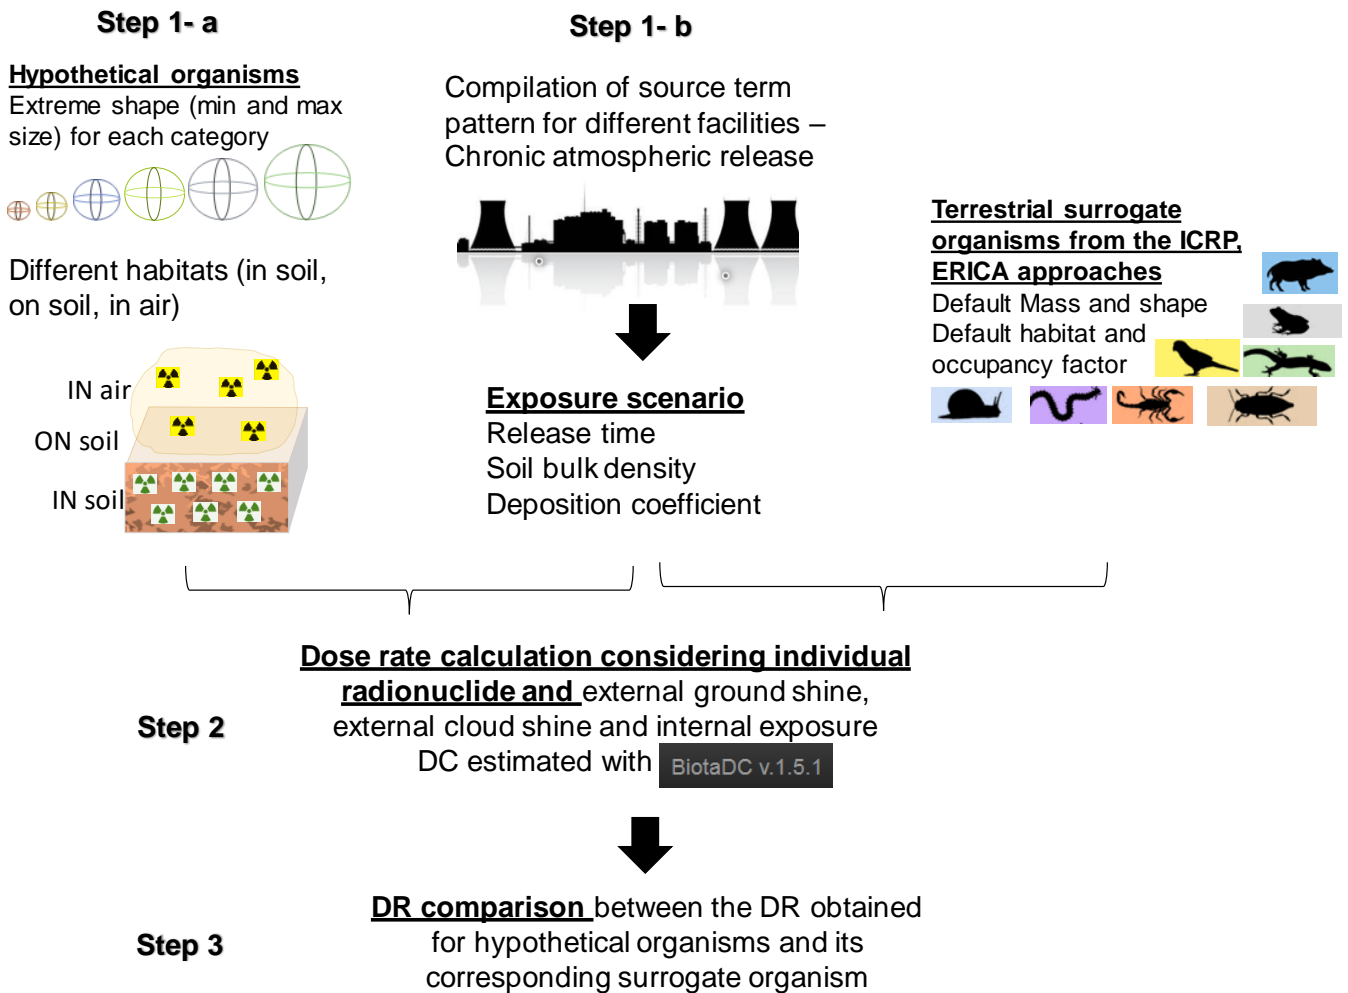 Step 1- a
Hypothetical organisms
Extreme shape (min and max
size) for each category
Different habitats (in soil,
on soil, in air)
IN air
ON soil
IN soil
Step 1- b
Compilation of source term
pattern for different facilities –
Chronic atmospheric release
Exposure scenario
Release time
Soil bulk density
Deposition coefficient
Terrestrial surrogate
organisms from the ICRP,
ERICA approaches
Default Mass and shape
Default habitat and
occupancy factor
Step 2
Dose rate calculation considering individual
radionuclide and external ground shine,
external cloud shine and internal exposure
DC estimated with BiotaDC v.1.5.1
Step 3
DR comparison between the DR obtained
for hypothetical organisms and its
corresponding surrogate organism